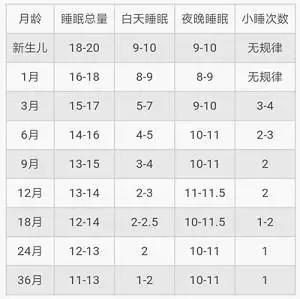 月龄 睡眠总量 白天睡眠 夜晚睡眠 小睡次数
新生儿 18-20 9-10 9-10 无规律
1月 16-18 8-9 8-9 无规律
3月 15-17 5-7 9-10 3-4
6月 14-16 4-5 10-11 2-3
9月 13-15 3-4 10-11 2
12月 13-14 2-3 11-11.5 2
18月 12-14 2-2.5 10-11.5 1-2
24月 12-13 2 10-11 1
36月 11-13 1-2 10-11 1